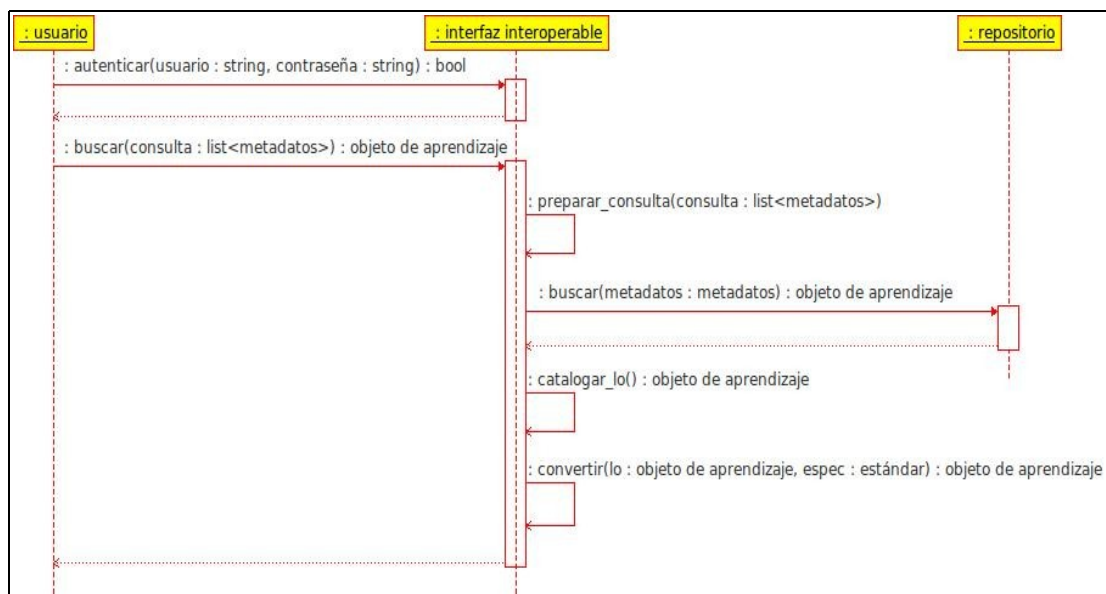 : usuario
: interfaz interoperable
: repositorio
: autenticar(usuario : string, contraseña : string) : bool
: buscar(consulta : list<metadatos>) : objeto de aprendizaje
: preparar_consulta(consulta : list<metadatos>)
: buscar(metadatos : metadatos) : objeto de aprendizaje
: catalogar_lo() : objeto de aprendizaje
: convertir(lo : objeto de aprendizaje, espec : estándar) : objeto de aprendizaje